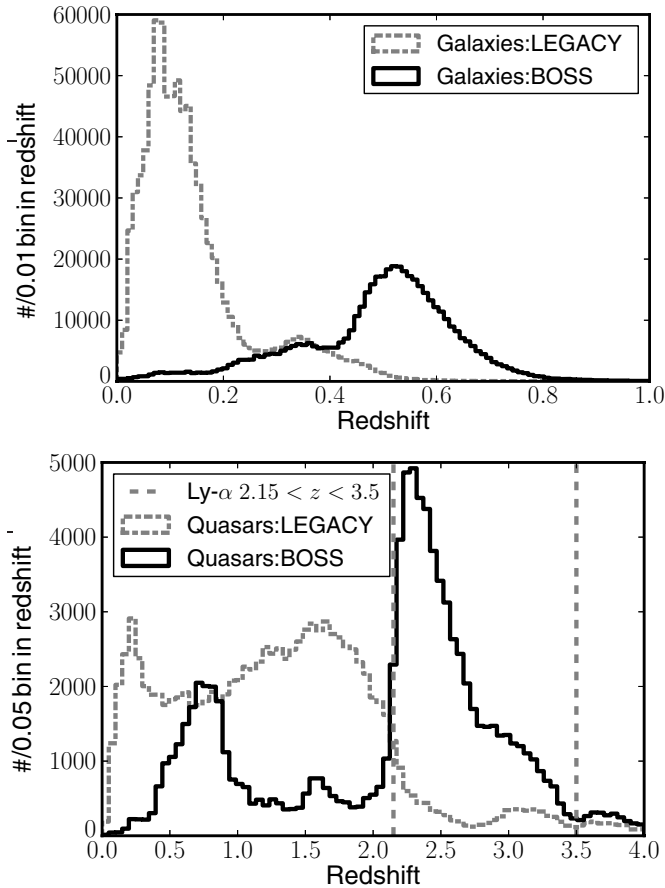 60000
50000
40000
30000
20000
10000
0
#/0.01 bin in redshift
Galaxies:LEGACY
Galaxies:BOSS
0.0 0.2 0.4 0.6 0.8 1.0
Redshift
5000
4000
3000
2000
1000
0
#/0.05 bin in redshift
Ly-α 2.15 < z < 3.5
Quasars:LEGACY
Quasars:BOSS
0.0 0.5 1.0 1.5 2.0 2.5 3.0 3.5 4.0
Redshift